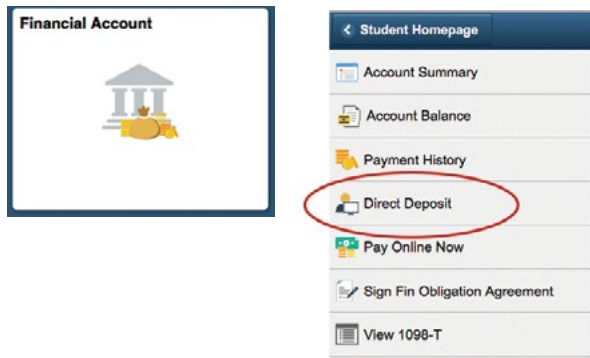 Financial Account
Student Homepage
Account Summary
Account Balance
Payment History
Direct Deposit
Pay Online Now
Sign Fin Obligation Agreement
View 1098-T